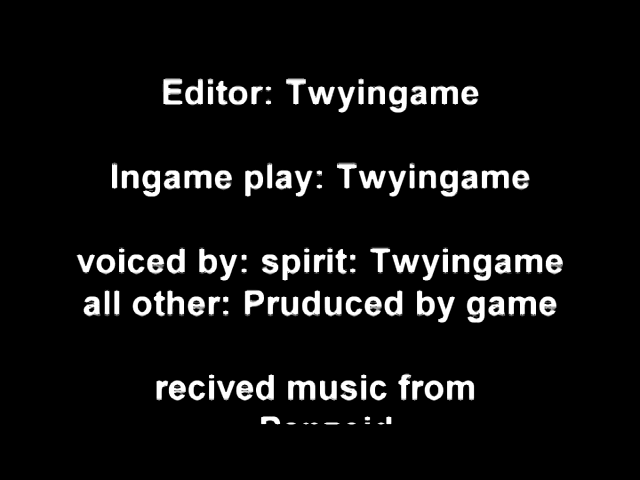 Editor: Twyingame
Ingame play: Twyingame
voiced by: spirit: Twyingame
all other: Pruduced by game
recived music from